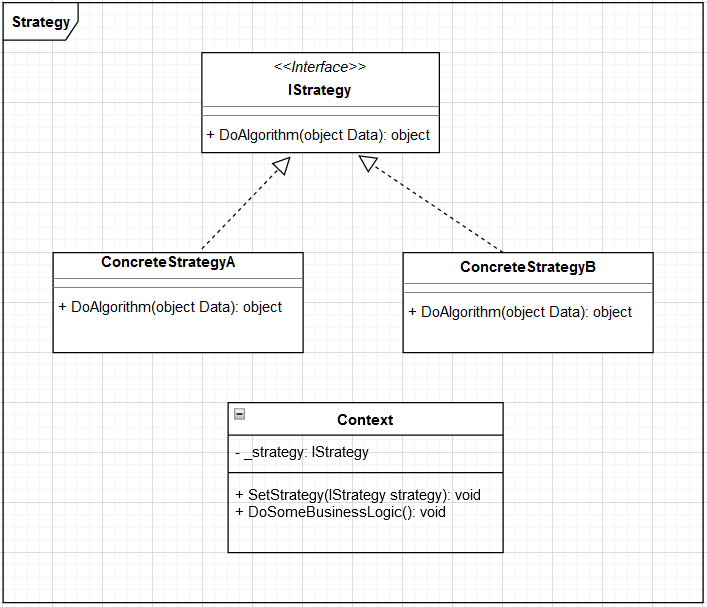 Strategy
<<Interface>>
IStrategy
+ DoAlgorithm(object Data): object
ConcreteStrategyA
+ DoAlgorithm(object Data): object
ConcreteStrategyB
+ DoAlgorithm(object Data): object
Context
- _strategy: IStrategy
+ SetStrategy(IStrategy strategy): void
+ DoSomeBusinessLogic(): void